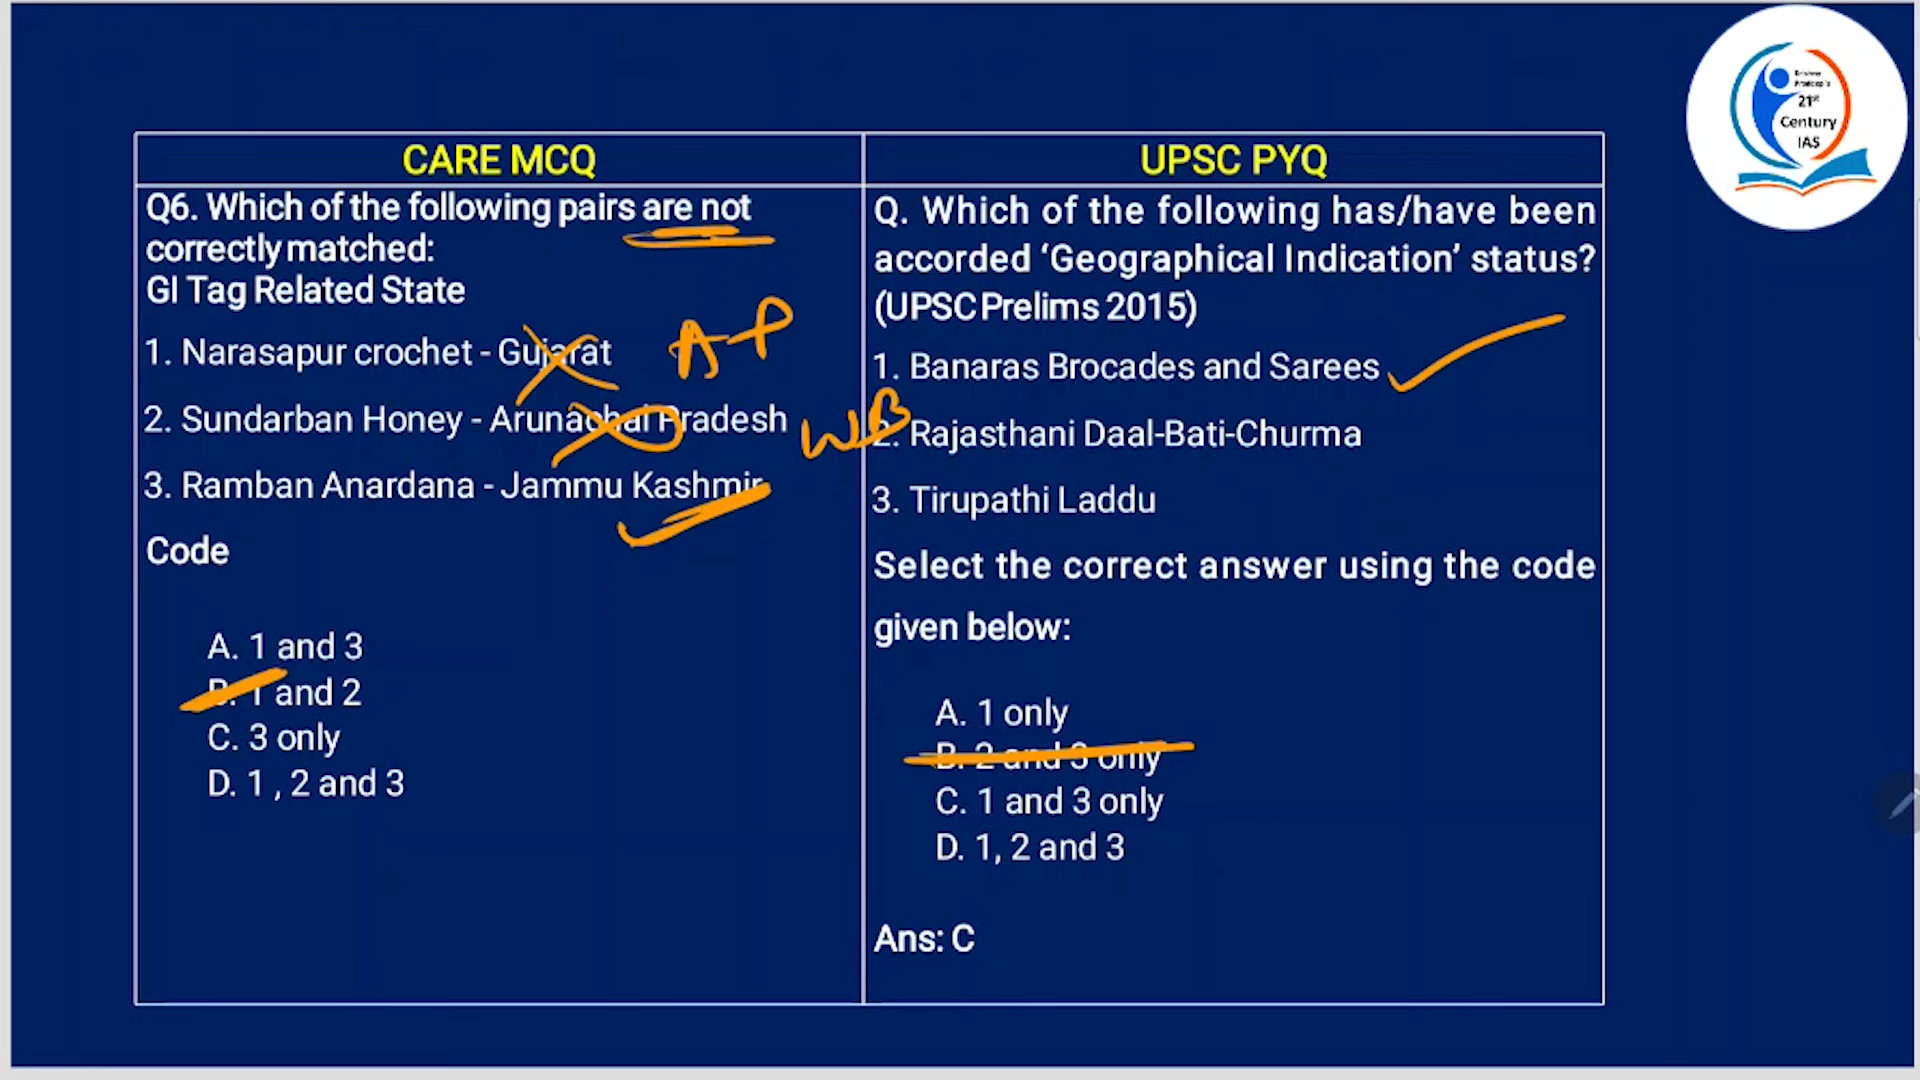 Krishna
Pradeep's
21st
Century
IAS
CARE MCQ
Q6. Which of the following pairs are not
correctly matched:
GI Tag Related State
1. Narasapur crochet - Gujarat
A.P
2. Sundarban Honey - Arunachal Pradesh
WB
3. Ramban Anardana - Jammu Kashmir
Code
A. 1 and 3
B. 1 and 2
C. 3 only
D. 1 , 2 and 3
UPSC PYQ
Q. Which of the following has/have been
accorded ‘Geographical Indication’ status?
(UPSC Prelims 2015)
1. Banaras Brocades and Sarees
2. Rajasthani Daal-Bati-Churma
3. Tirupathi Laddu
Select the correct answer using the code
given below:
A. 1 only
B. 2 and 3 only
C. 1 and 3 only
D. 1, 2 and 3
Ans: C